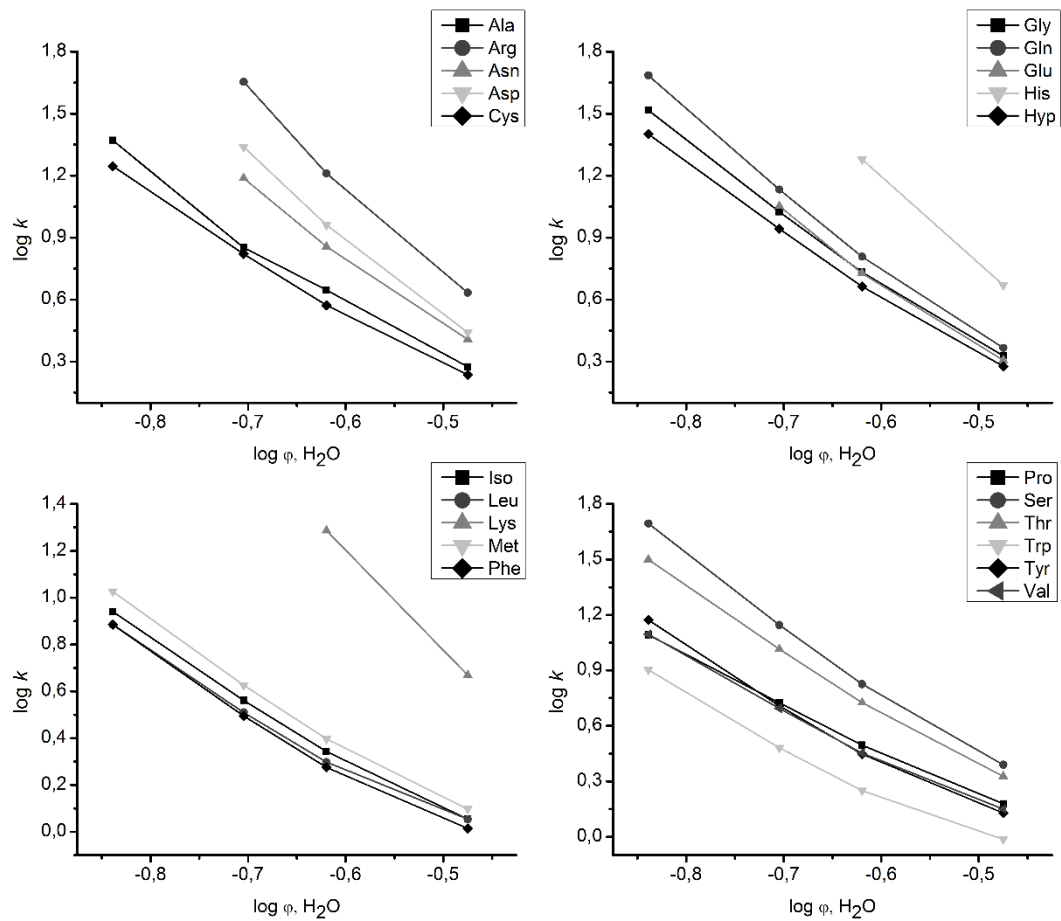 Ala
Arg
Asn
Asp
Cys
1,8
1,5
1,2
0,9
0,6
0,3
log k
-0,8 -0,7 -0,6 -0,5
log φ, H₂O
Gly
Gln
Glu
His
Hyp
1,8
1,5
1,2
0,9
0,6
0,3
log k
-0,8 -0,7 -0,6 -0,5
log φ, H₂O
Iso
Leu
Lys
Met
Phe
1,4
1,2
1,0
0,8
0,6
0,4
0,2
0,0
log k
-0,8 -0,7 -0,6 -0,5
log φ, H₂O
Pro
Ser
Thr
Trp
Tyr
Val
1,8
1,5
1,2
0,9
0,6
0,3
0,0
log k
-0,8 -0,7 -0,6 -0,5
log φ, H₂O